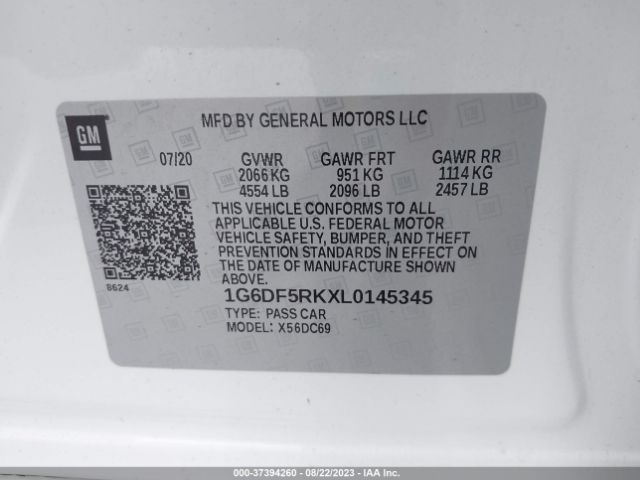 GM
MFD BY GENERAL MOTORS LLC
07/20 GVWR GAWR FRT GAWR RR
2066 KG 951 KG 1114 KG
4554 LB 2096 LB 2457 LB
THIS VEHICLE CONFORMS TO ALL
APPLICABLE U.S. FEDERAL MOTOR
VEHICLE SAFETY, BUMPER, AND THEFT
PREVENTION STANDARDS IN EFFECT ON
THE DATE OF MANUFACTURE SHOWN
ABOVE.
8624
1G6DF5RKXL0145345
TYPE: PASS CAR
MODEL: X56DC69
000-37394260 - 08/22/2023 - IAA Inc.